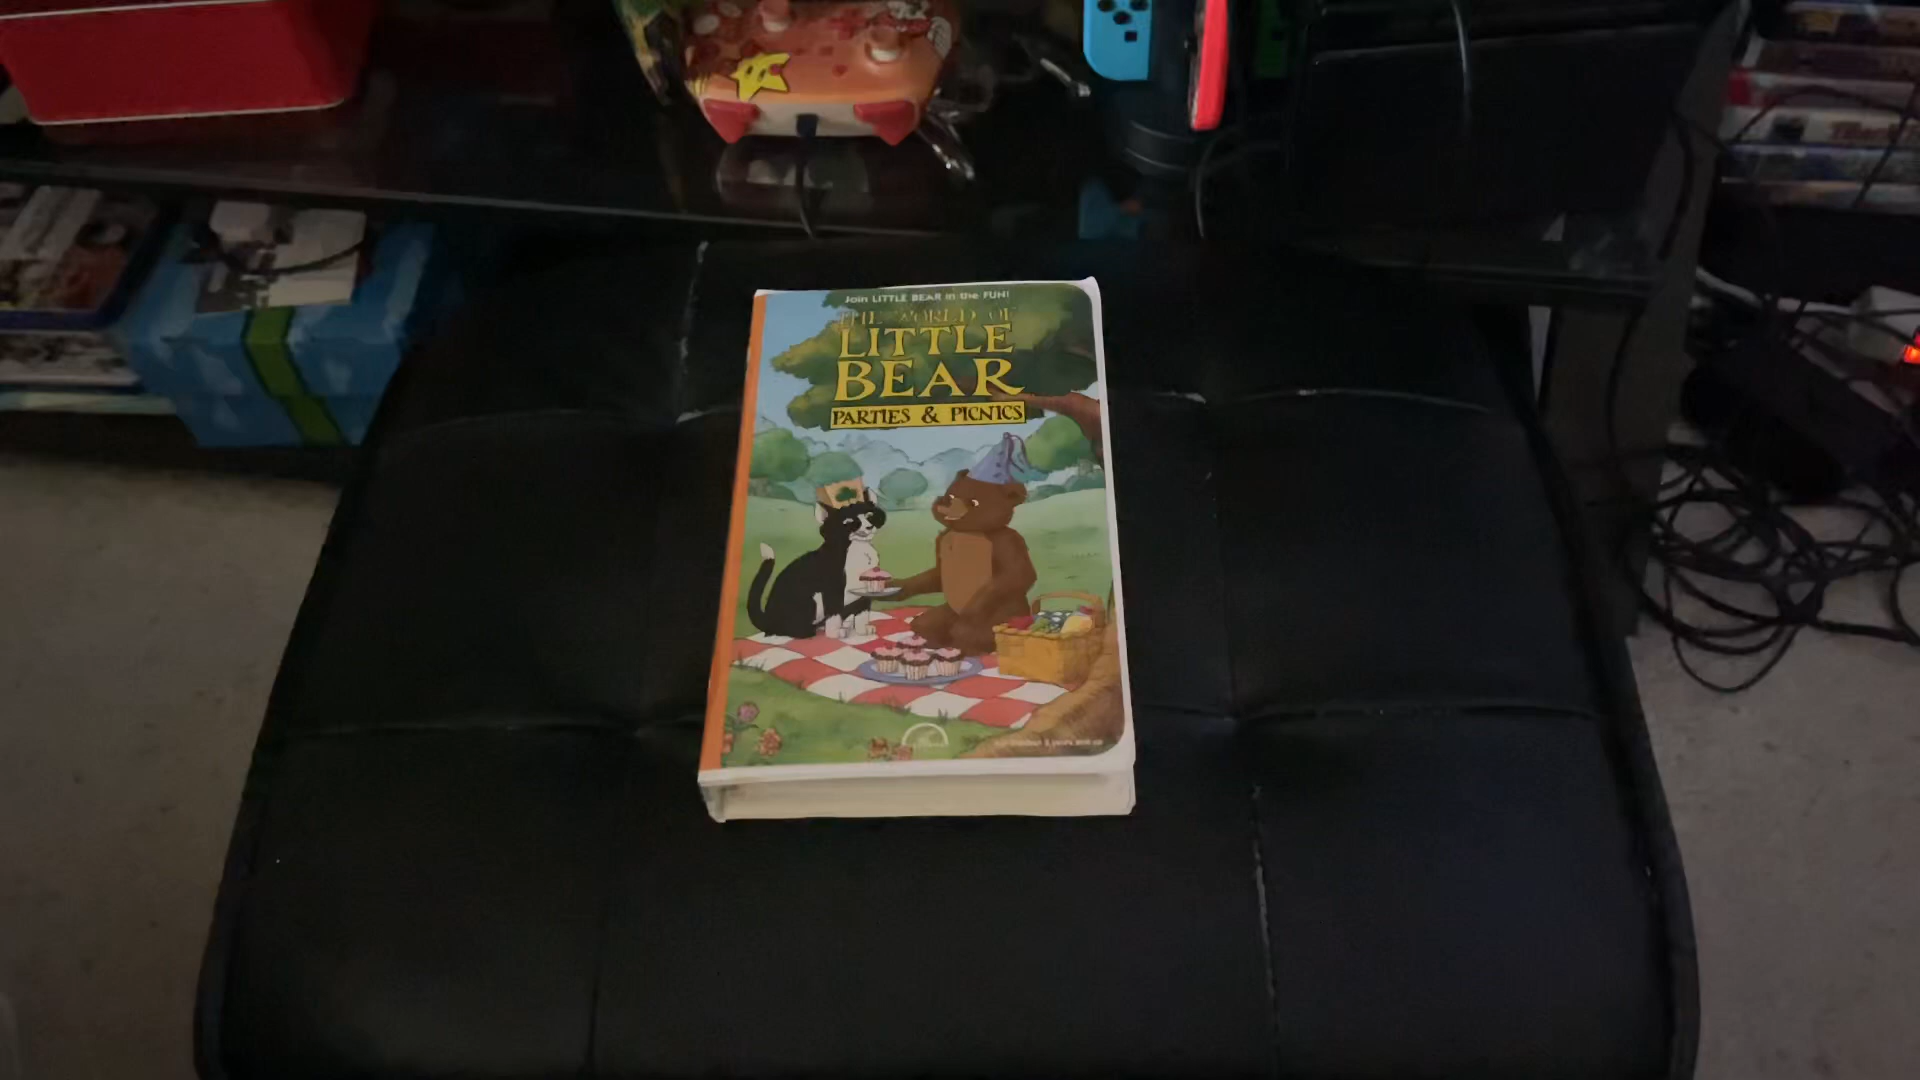 Join LITTLE BEAR in the FUN!
THE WORLD OF
LITTLE
BEAR
PARTIES & PICNICS